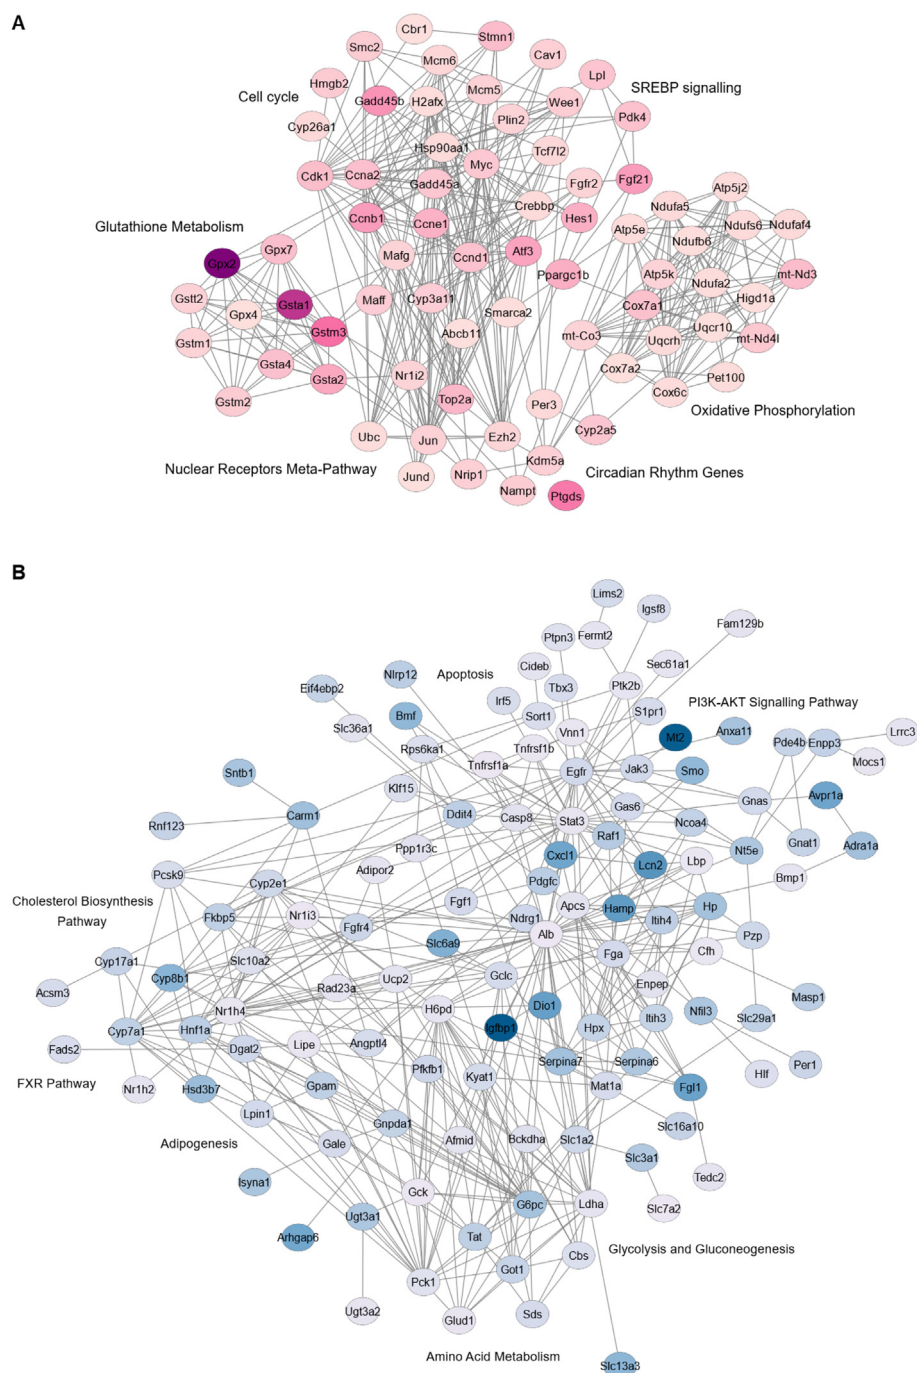 A
Cbr1
Stmn1
Smc2
Mcm6
Cav1
Lpl
Hmgb2
Gadd45b
H2afx
Mcm5
Wee1
SREBP signalling
Cell cycle
Plin2
Pdk4
Cyp26a1
Hsp90aa1
Tcf7l2
Cdk1
Ccna2
Gadd45a
Myc
Fgfr2
Fgf21
Atp5j2
Crebbp
Ndufa5
Glutathione Metabolism
Ccnb1
Ccne1
Hes1
Atp5e
Ndufs6
Ndufaf4
Ndufb6
Gpx7
Mafg
Ccnd1
Atf3
Gpx2
Ppargc1b
Atp5k
Ndufa2
mt-Nd3
Gstt2
Gsta1
Maff
Cyp3a11
Cox7a1
Higd1a
Gpx4
Smarca2
Gstm3
Abcb11
mt-Co3
Uqcrh
Uqcr10
mt-Nd4l
Gstm1
Gsta4
Cox7a2
Gsta2
Nr1i2
Pet100
Gstm2
Top2a
Per3
Cox6c
Oxidative Phosphorylation
Ubc
Jun
Ezh2
Cyp2a5
Nuclear Receptors Meta-Pathway
Kdm5a
Jund
Nrip1
Circadian Rhythm Genes
Nampt
Ptgds
B
Lims2
Igsf8
Fam129b
Ptpn3
Fermt2
Cideb
Sec61a1
Nlrp12
Apoptosis
Tbx3
Ptk2b
Eif4ebp2
Irf5
PI3K-AKT Signalling Pathway
Bmf
Sort1
S1pr1
Slc36a1
Vnn1
Mt2
Anxa11
Lrrc3
Rps6ka1
Tnfrsf1b
Pde4b
Enpp3
Tnfrsf1a
Mocs1
Sntb1
Egfr
Jak3
Smo
Klf15
Avpr1a
Carm1
Ddit4
Casp8
Stat3
Gas6
Gnas
Rnf123
Raf1
Ncoa4
Gnat1
Adra1a
Ppp1r3c
Nt5e
Cxcl1
Lcn2
Lbp
Pcsk9
Cyp2e1
Adipor2
Pdgfc
Bmp1
Cholesterol Biosynthesis
Fgf1
Apcs
Hamp
Hp
Pathway
Fkbp5
Nr1i3
Fgfr4
Ndrg1
Itih4
Alb
Pzp
Slc6a9
Cyp17a1
Slc10a2
Fga
Cfh
Cyp8b1
Ucp2
Gclc
Acsm3
Rad23a
Enpep
Masp1
H6pd
Dio1
Nr1h4
Nfil3
Slc29a1
Cyp7a1
Hnf1a
Igfbp1
Hpx
Itih3
Fads2
Dgat2
Lipe
Angptl4
Serpina7
Serpina6
Per1
FXR Pathway
Pfkfb1
Kyat1
Hlf
Nr1h2
Hsd3b7
Gpam
Mat1a
Fgl1
Lpin1
Gnpda1
Slc16a10
Adipogenesis
Gale
Afmid
Bckdha
Slc1a2
Slc3a1
Tedc2
Isyna1
Gck
G6pc
Ldha
Slc7a2
Ugt3a1
Arhgap6
Tat
Glycolysis and Gluconeogenesis
Cbs
Pck1
Got1
Ugt3a2
Glud1
Sds
Amino Acid Metabolism
Slc13a3